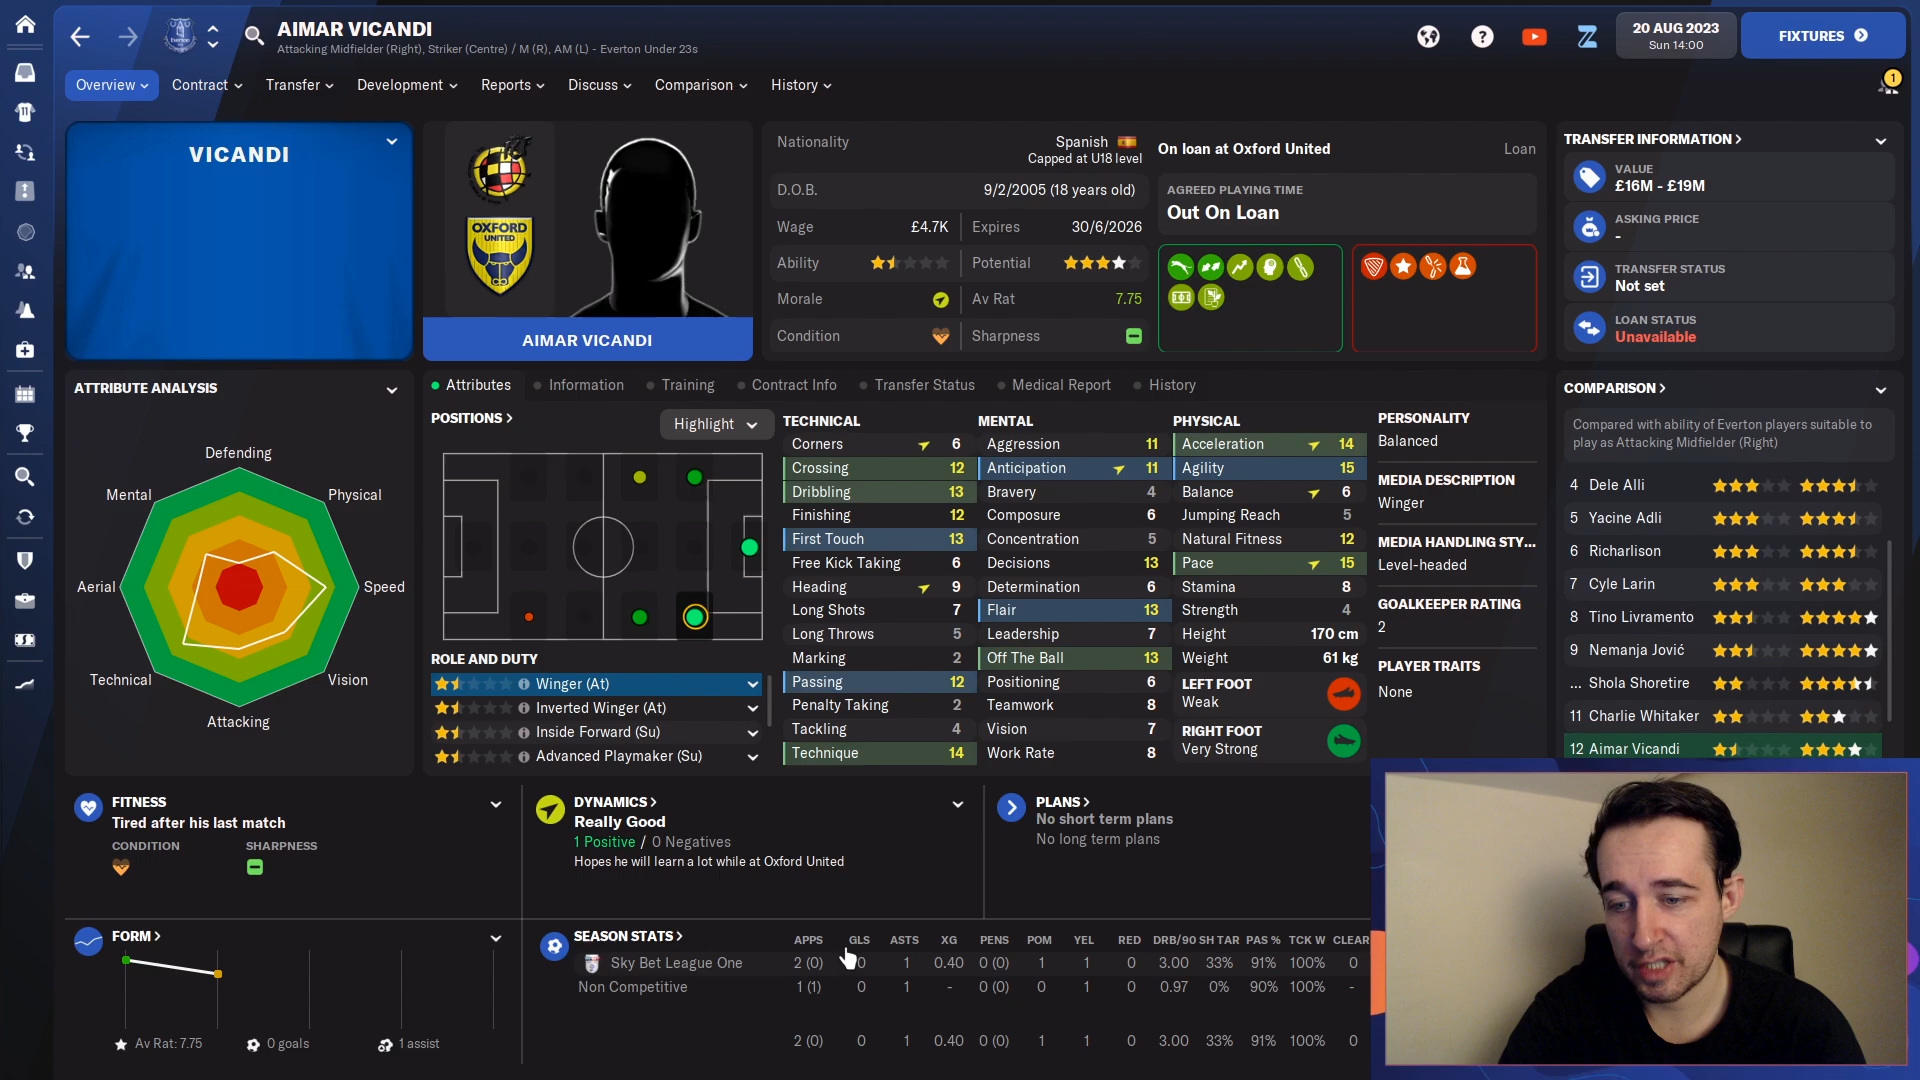 AIMAR VICANDI
Attacking Midfielder (Right), Striker (Centre) / M (R), AM (L) - Everton Under 23s
20 AUG 2023
Sun 14:00
FIXTURES
Overview
Contract
Transfer
Development
Reports
Discuss
Comparison
History
1
VICANDI
OXFORD UNITED
AIMAR VICANDI
Nationality Spanish
Capped at U18 level
D.O.B. 9/2/2005 (18 years old)
Wage £4.7K Expires 30/6/2026
Ability Potential
Morale Av Rat 7.75
Condition Sharpness
On loan at Oxford United Loan
AGREED PLAYING TIME
Out On Loan
TRANSFER INFORMATION >
VALUE
£16M - £19M
ASKING PRICE
-
TRANSFER STATUS
Not set
LOAN STATUS
Unavailable
ATTRIBUTE ANALYSIS
Defending
Mental Physical
Aerial Speed
Technical Vision
Attacking
Attributes
Information
Training
Contract Info
Transfer Status
Medical Report
History
POSITIONS >
Highlight
ROLE AND DUTY
Winger (At)
Inverted Winger (At)
Inside Forward (Su)
Advanced Playmaker (Su)
TECHNICAL
Corners 6
Crossing 12
Dribbling 13
Finishing 12
First Touch 13
Free Kick Taking 6
Heading 9
Long Shots 7
Long Throws 5
Marking 2
Passing 12
Penalty Taking 2
Tackling 4
Technique 14
MENTAL
Aggression 11
Anticipation 11
Bravery 4
Composure 6
Concentration 5
Decisions 13
Determination 6
Flair 13
Leadership 7
Off The Ball 13
Positioning 6
Teamwork 8
Vision 7
Work Rate 8
PHYSICAL
Acceleration 14
Agility 15
Balance 6
Jumping Reach 5
Natural Fitness 12
Pace 15
Stamina 8
Strength 4
Height 170 cm
Weight 61 kg
LEFT FOOT
Weak
RIGHT FOOT
Very Strong
PERSONALITY
Balanced
MEDIA DESCRIPTION
Winger
MEDIA HANDLING STY...
Level-headed
GOALKEEPER RATING
2
PLAYER TRAITS
None
COMPARISON >
Compared with ability of Everton players suitable to
play as Attacking Midfielder (Right)
4 Dele Alli
5 Yacine Adli
6 Richarlison
7 Cyle Larin
8 Tino Livramento
9 Nemanja Jović
... Shola Shoretire
11 Charlie Whitaker
12 Aimar Vicandi
FITNESS
Tired after his last match
CONDITION SHARPNESS
DYNAMICS >
Really Good
1 Positive / 0 Negatives
Hopes he will learn a lot while at Oxford United
PLANS >
No short term plans
No long term plans
FORM >
Av Rat: 7.75 0 goals 1 assist
SEASON STATS > APPS GLS ASTS XG PENS POM YEL RED DRB/90 SH TAR PAS % TCK W CLEAR
Sky Bet League One 2 (0) 0 1 0.40 0 (0) 1 1 0 3.00 33% 91% 100% 0
Non Competitive 1 (1) 0 1 - 0 (0) 0 1 0 0.97 0% 90% 100% -
2 (0) 0 1 0.40 0 (0) 1 1 0 3.00 33% 91% 100% 0